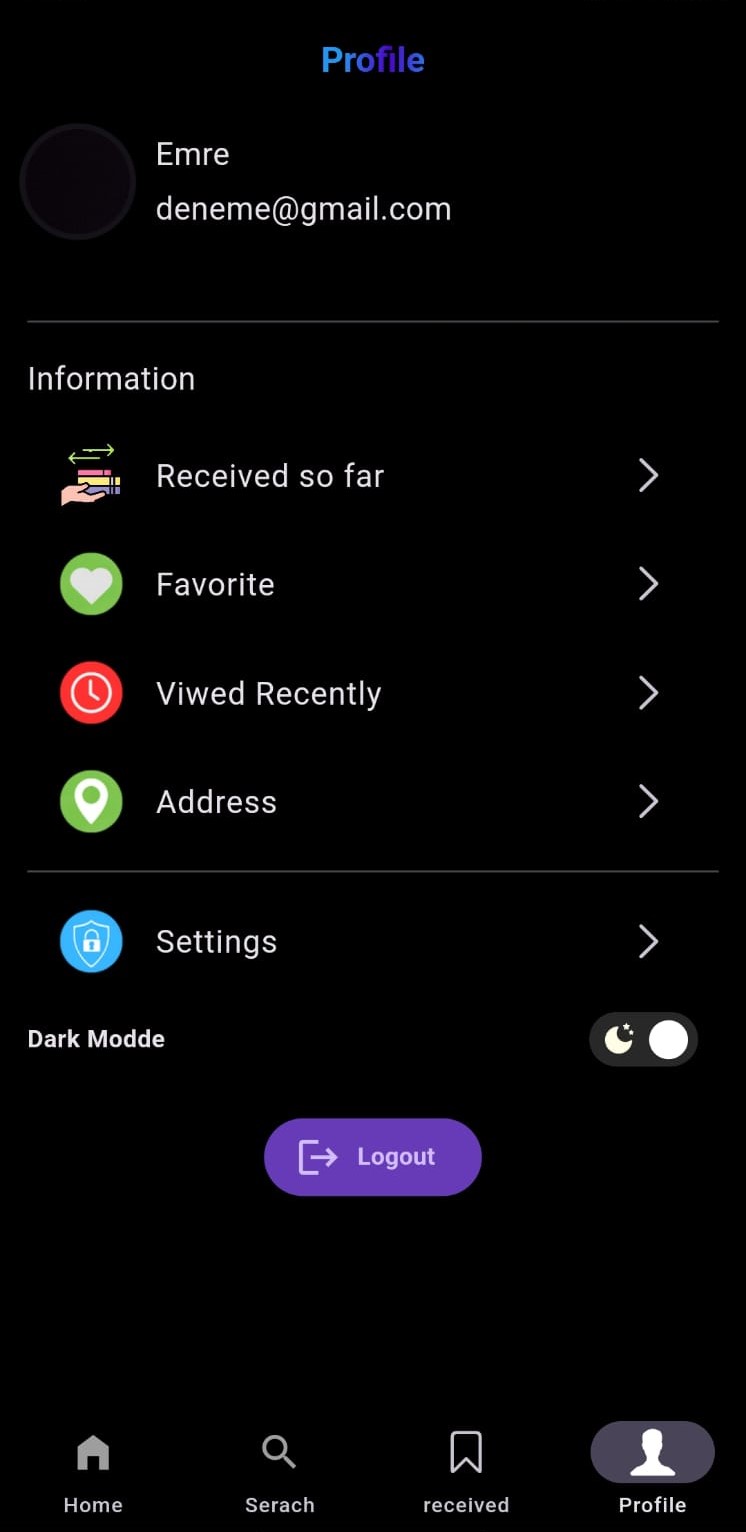 Profile
Emre
deneme@gmail.com
Information
Received so far
Favorite
Viwed Recently
Address
Settings
Dark Modde
Logout
Home
Serach
received
Profile